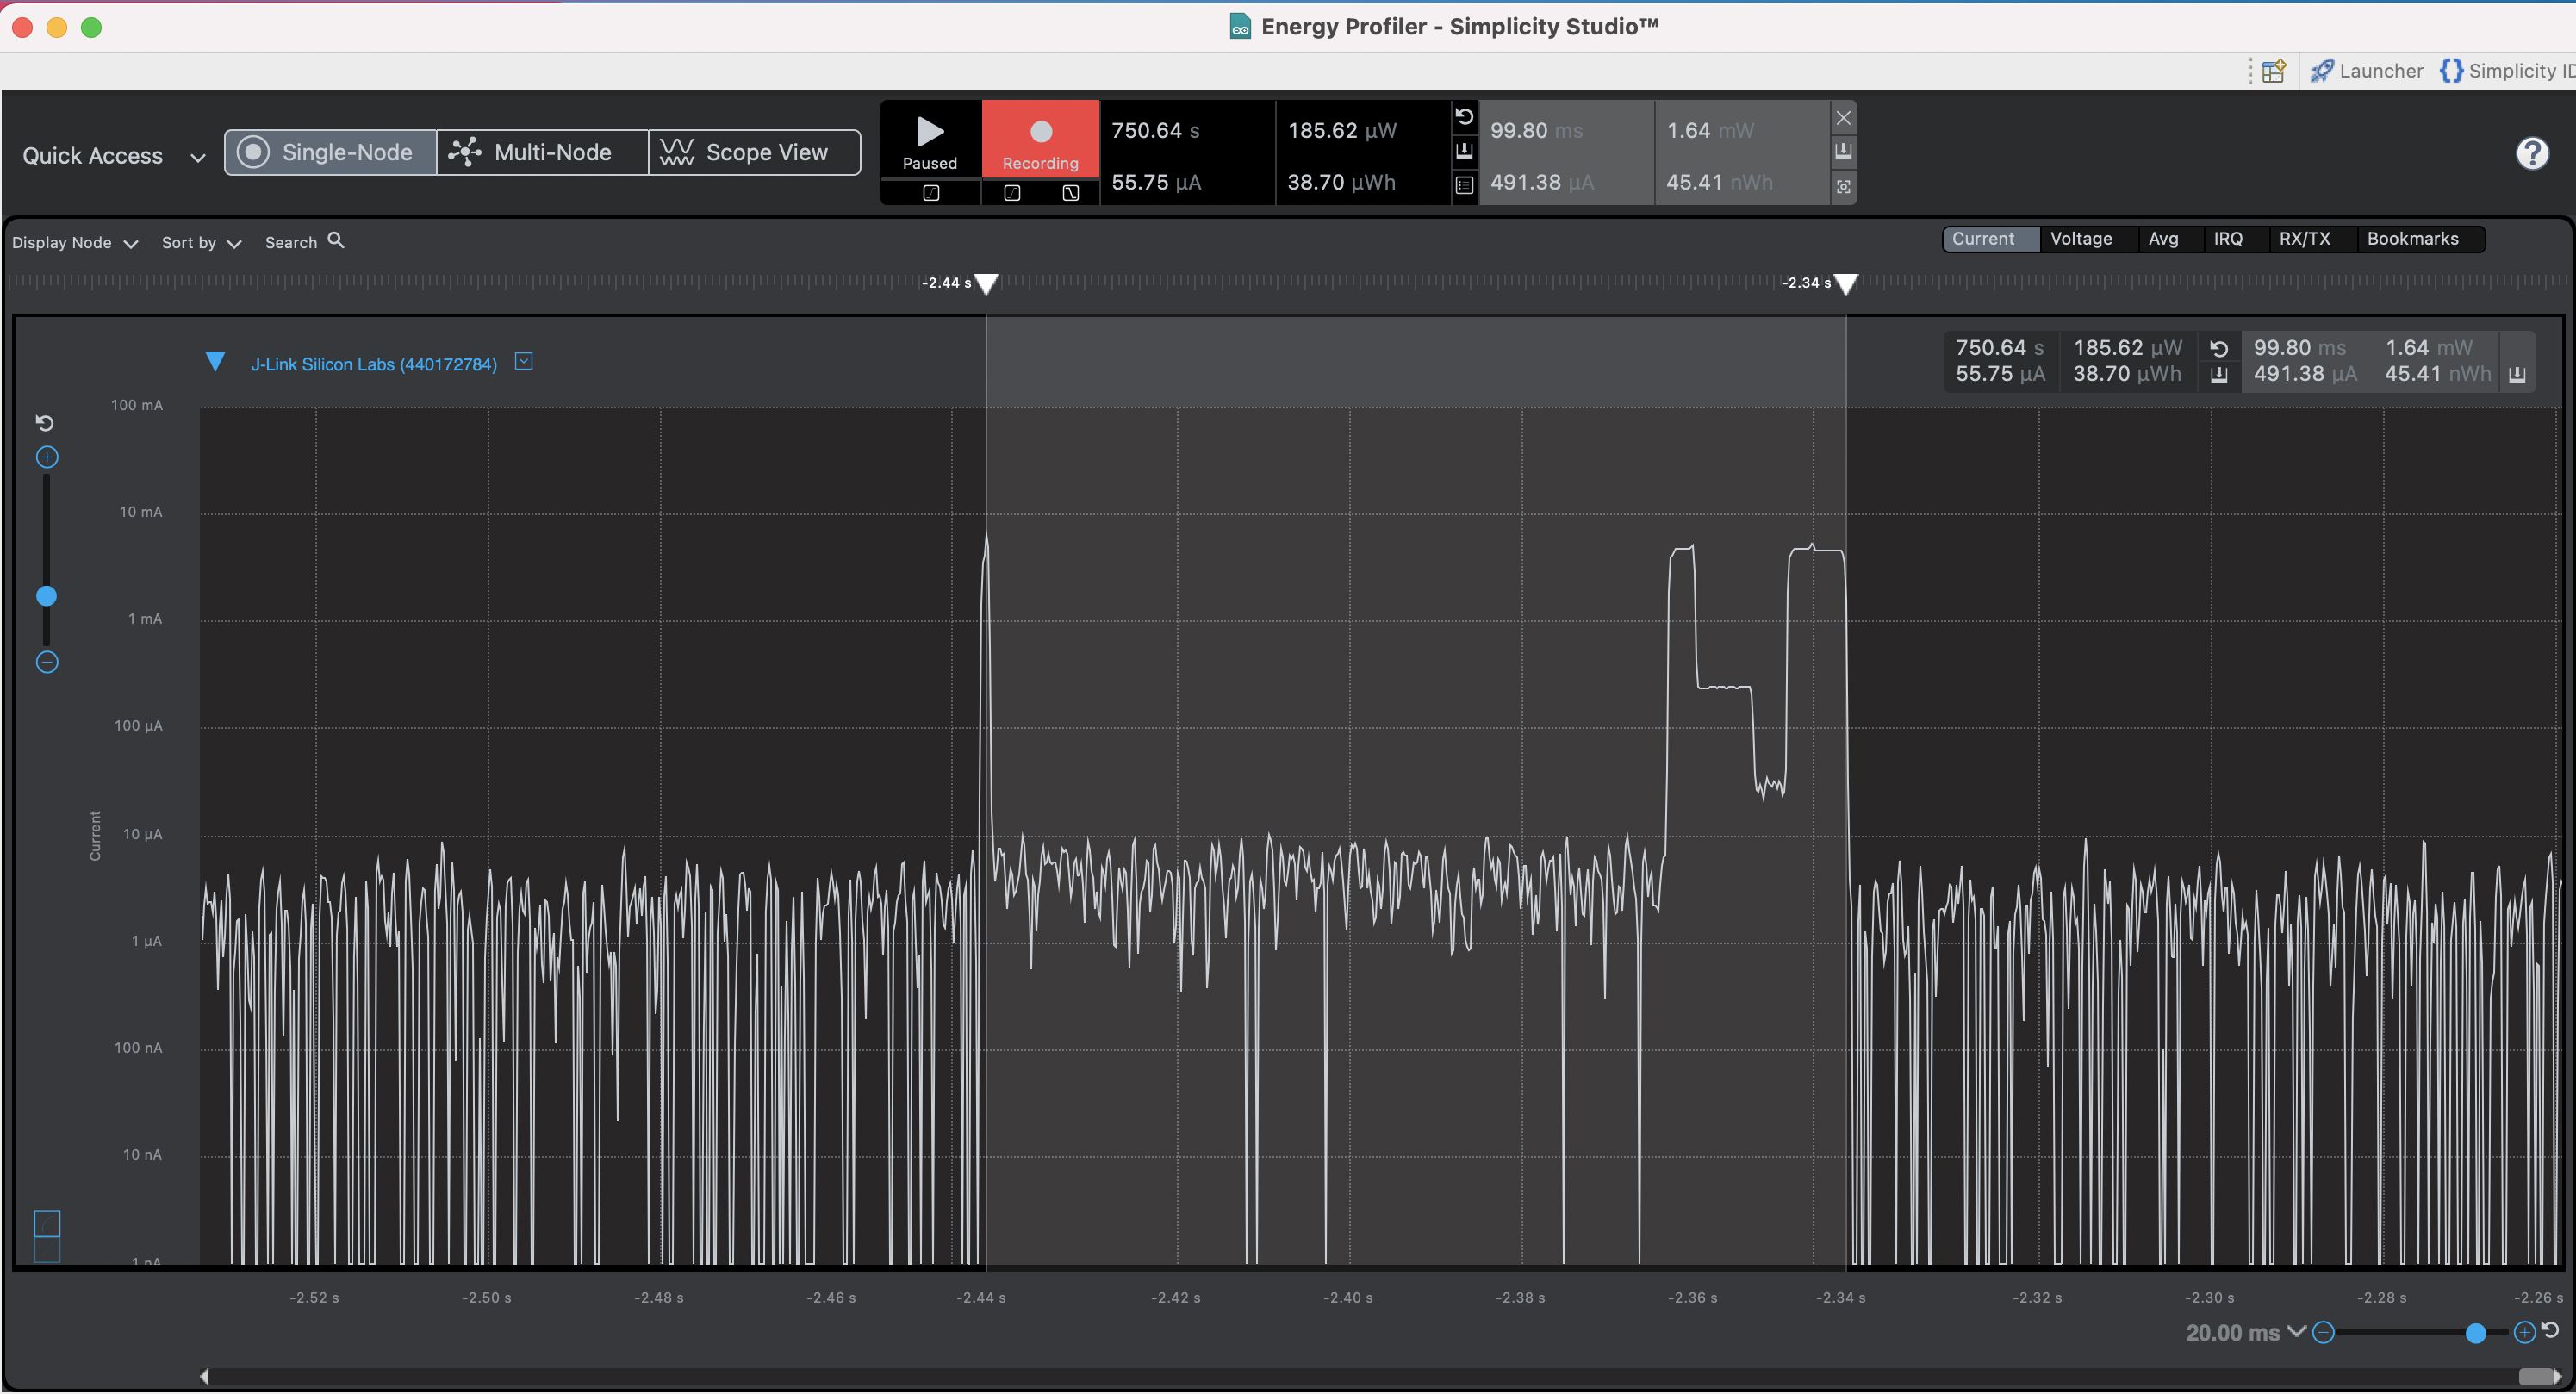 Energy Profiler - Simplicity Studio™
Launcher
Simplicity ID
Quick Access
Single-Node
Multi-Node
Scope View
Paused
Recording
750.64 s
185.62 µW
55.75 µA
38.70 µWh
99.80 ms
1.64 mW
491.38 µA
45.41 nWh
Display Node
Sort by
Search
Current
Voltage
Avg
IRQ
RX/TX
Bookmarks
-2.44 s
-2.34 s
J-Link Silicon Labs (440172784)
750.64 s
185.62 µW
99.80 ms
1.64 mW
55.75 µA
38.70 µWh
491.38 µA
45.41 nWh
100 mA
10 mA
1 mA
100 µA
10 µA
1 µA
100 nA
10 nA
1 nA
Current
-2.52 s
-2.50 s
-2.48 s
-2.46 s
-2.44 s
-2.42 s
-2.40 s
-2.38 s
-2.36 s
-2.34 s
-2.32 s
-2.30 s
-2.28 s
-2.26 s
20.00 ms